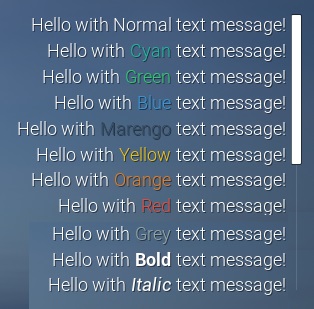 Hello with Normal text message!
Hello with Cyan text message!
Hello with Green text message!
Hello with Blue text message!
Hello with Marengo text message!
Hello with Yellow text message!
Hello with Orange text message!
Hello with Red text message!
Hello with Grey text message!
Hello with Bold text message!
Hello with Italic text message!